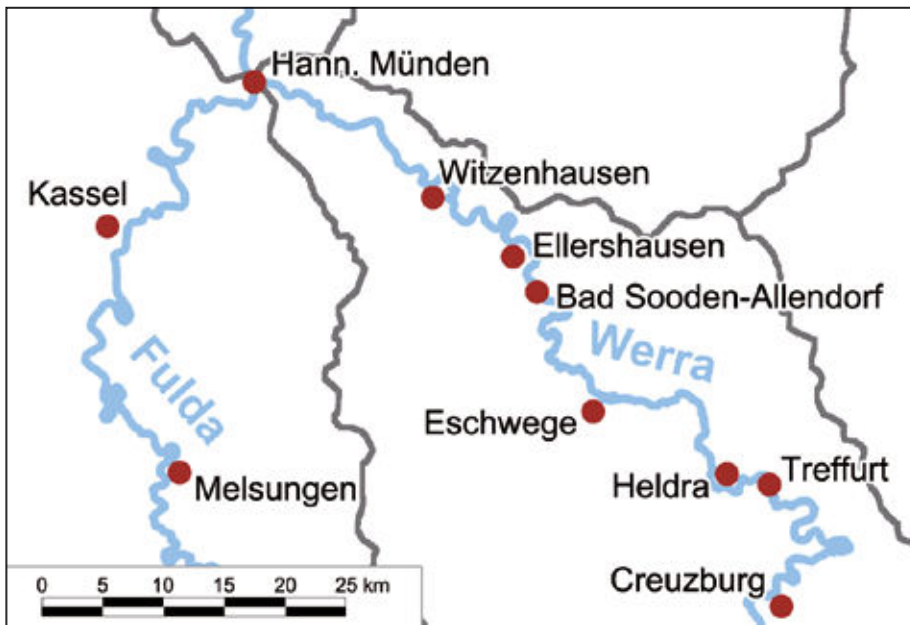 Hann. Münden
Witzenhausen
Kassel
Ellershausen
Bad Sooden-Allendorf
Werra
Fulda
Eschwege
Melsungen
Heldra
Treffurt
Creuzburg
0 5 10 15 20 25 km